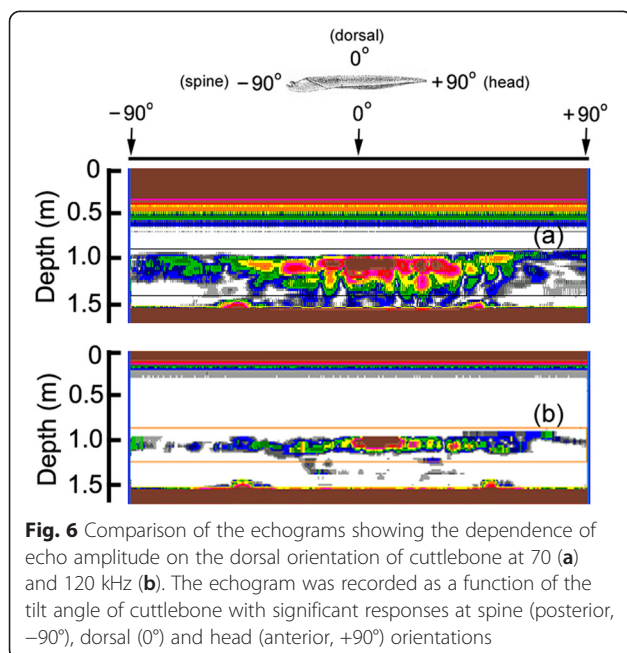 (dorsal)
0°
(spine) −90° +90° (head)
−90° 0° +90°
0
0.5
1.0
1.5
Depth (m)
(a)
0
0.5
1.0
1.5
Depth (m)
(b)
Fig. 6 Comparison of the echograms showing the dependence of
echo amplitude on the dorsal orientation of cuttlebone at 70 (a)
and 120 kHz (b). The echogram was recorded as a function of the
tilt angle of cuttlebone with significant responses at spine (posterior,
−90°), dorsal (0°) and head (anterior, +90°) orientations